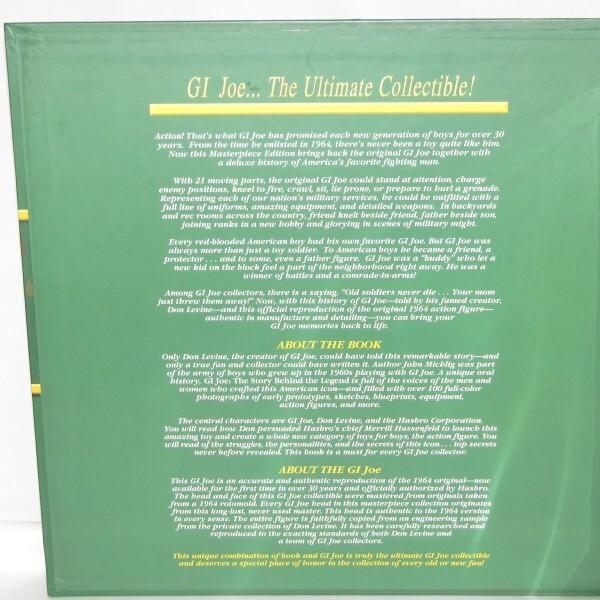 GI Joe... The Ultimate Collectible!
Action! That's what GI Joe has promised each new generation of boys for over 30
years. From the time he enlisted in 1964, there's never been a toy quite like him.
Now this Masterpiece Edition brings back the original GI Joe together with
a deluxe history of America's favorite fighting man.
With 21 moving parts, the original GI Joe could stand at attention, charge
enemy positions, kneel to fire, crawl, sit, lie prone, or prepare to hurl a grenade.
Representing each of our nation's military services, he could be outfitted with a
full line of uniforms, amazing equipment, and detailed weapons. In backyards
and rec rooms across the country, friend knelt beside friend, father beside son,
joining ranks in a new hobby and glorying in scenes of military might.
Every red-blooded American boy had his own favorite GI Joe. But GI Joe was
always more than just a toy soldier. To American boys he became a friend, a
protector . . . and to some, even a father figure. GI Joe was a "buddy" who let a
new kid on the block feel a part of the neighborhood right away. He was a
winner of battles and a comrade-in-arms!
Among GI Joe collectors, there is a saying, "Old soldiers never die . . . Your mom
just threw them away!" Now, with this history of GI Joe—told by his famed creator,
Don Levine—and this official reproduction of the original 1964 action figure—
authentic in manufacture and detailing—you can bring your
GI Joe memories back to life.
ABOUT THE BOOK
Only Don Levine, the creator of GI Joe, could have told this remarkable story—and
only a true fan and collector could have written it. Author John Michlig was part
of the army of boys who grew up in the 1960s playing with GI Joe. A unique oral
history, GI Joe: The Story Behind the Legend is full of the voices of the men and
women who crafted this American icon—and filled with over 100 full-color
photographs of early prototypes, sketches, blueprints, equipment,
action figures, and more.
The central characters are GI Joe, Don Levine, and the Hasbro Corporation.
You will read how Don persuaded Hasbro's chief Merrill Hassenfeld to launch this
amazing toy and create a whole new category of toys for boys, the action figure. You
will read of the struggles, the personalities, and the secrets of this icon . . . top secrets
never before revealed. This book is a must for every GI Joe collector.
ABOUT THE GI Joe
This GI Joe is an accurate and authentic reproduction of the 1964 original—now
available for the first time in over 30 years and officially authorized by Hasbro.
The head and face of this GI Joe collectible were mastered from originals taken
from a 1964 rotomold. Every GI Joe head in this masterpiece collection originates
from this long-lost, never used master. This head is authentic to the 1964 version
in every sense. The entire figure is faithfully copied from an engineering sample
from the private collection of Don Levine. It has been carefully researched and
reproduced to the exacting standards of both Don Levine and
a team of GI Joe collectors.
This unique combination of book and GI Joe is truly the ultimate GI Joe collectible
and deserves a special place of honor in the collection of every old or new fan!